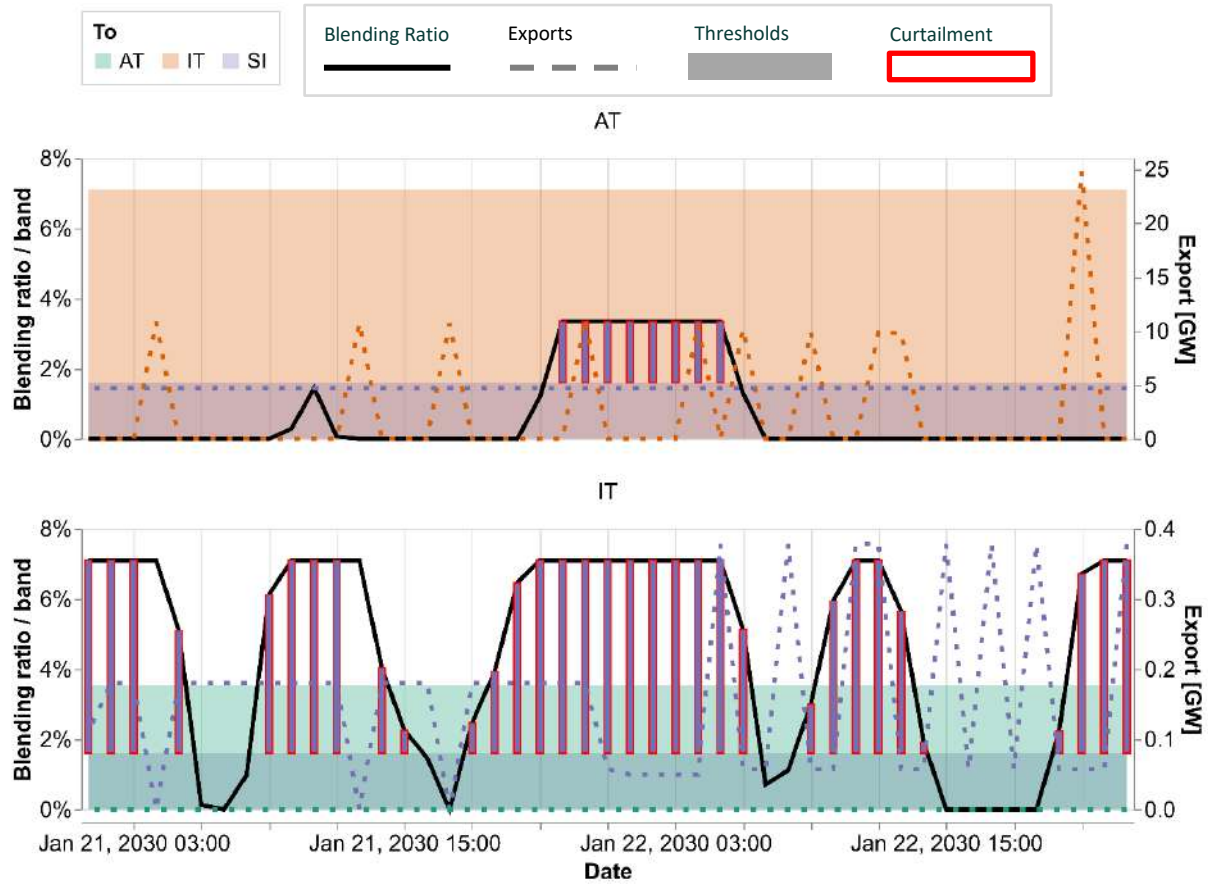 To
AT IT SI
Blending Ratio Exports Thresholds Curtailment
AT
Blending ratio / band
8%
6%
4%
2%
0%
25
20
15
10
5
0
Export [GW]
IT
Blending ratio / band
8%
6%
4%
2%
0%
0.4
0.3
0.2
0.1
0.0
Export [GW]
Jan 21, 2030 03:00 Jan 21, 2030 15:00 Jan 22, 2030 03:00 Jan 22, 2030 15:00
Date